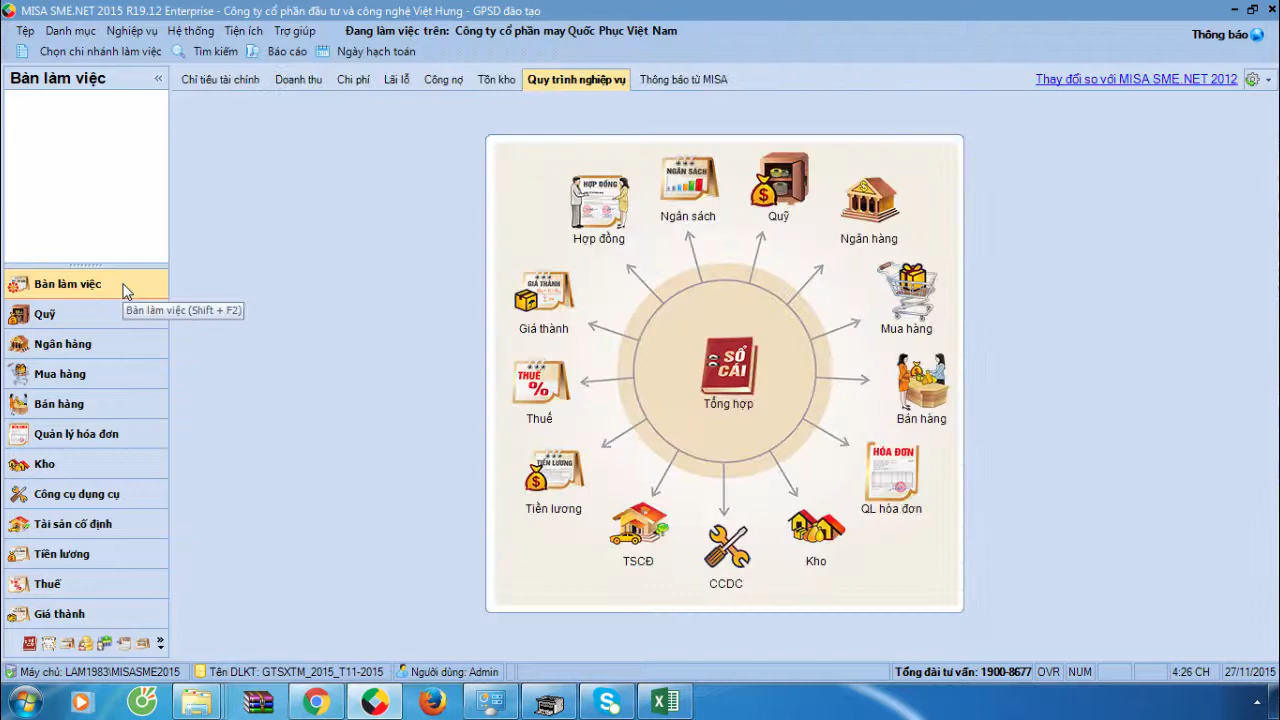 MISA SME.NET 2015 R19.12 Enterprise - Công ty cổ phần đầu tư và công nghệ Việt Hưng - GPSD đào tạo
Tệp Danh mục Nghiệp vụ Hệ thống Tiện ích Trợ giúp Đang làm việc trên: Công ty cổ phần may Quốc Phục Việt Nam Thông báo
Chọn chi nhánh làm việc Tìm kiếm Báo cáo Ngày hạch toán
Bàn làm việc
Chỉ tiêu tài chính Doanh thu Chi phí Lãi lỗ Công nợ Tồn kho Quy trình nghiệp vụ Thông báo từ MISA Thay đổi so với MISA SME.NET 2012
HỢP ĐỒNG
NGÂN SÁCH
Hợp đồng
Ngân sách
Quỹ
Ngân hàng
GIÁ THÀNH
Giá thành
Mua hàng
THUẾ %
Thuế
SỔ CÁI
Tổng hợp
Bán hàng
TIỀN LƯƠNG
Tiền lương
HÓA ĐƠN
QL hóa đơn
TSCĐ
CCDC
Kho
Bàn làm việc
Bàn làm việc (Shift + F2)
Quỹ
Ngân hàng
Mua hàng
Bán hàng
Quản lý hóa đơn
Kho
Công cụ dụng cụ
Tài sản cố định
Tiền lương
Thuế
Giá thành
Máy chủ: LAM1983\MISASME2015 Tên DLKT: GTSXTM_2015_T11-2015 Người dùng: Admin Tổng đài tư vấn: 1900-8677 OVR NUM 4:26 CH 27/11/2015